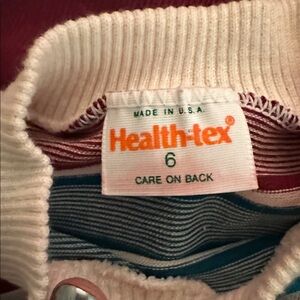 MADE IN U.S.A.
Health-tex®
6
CARE ON BACK